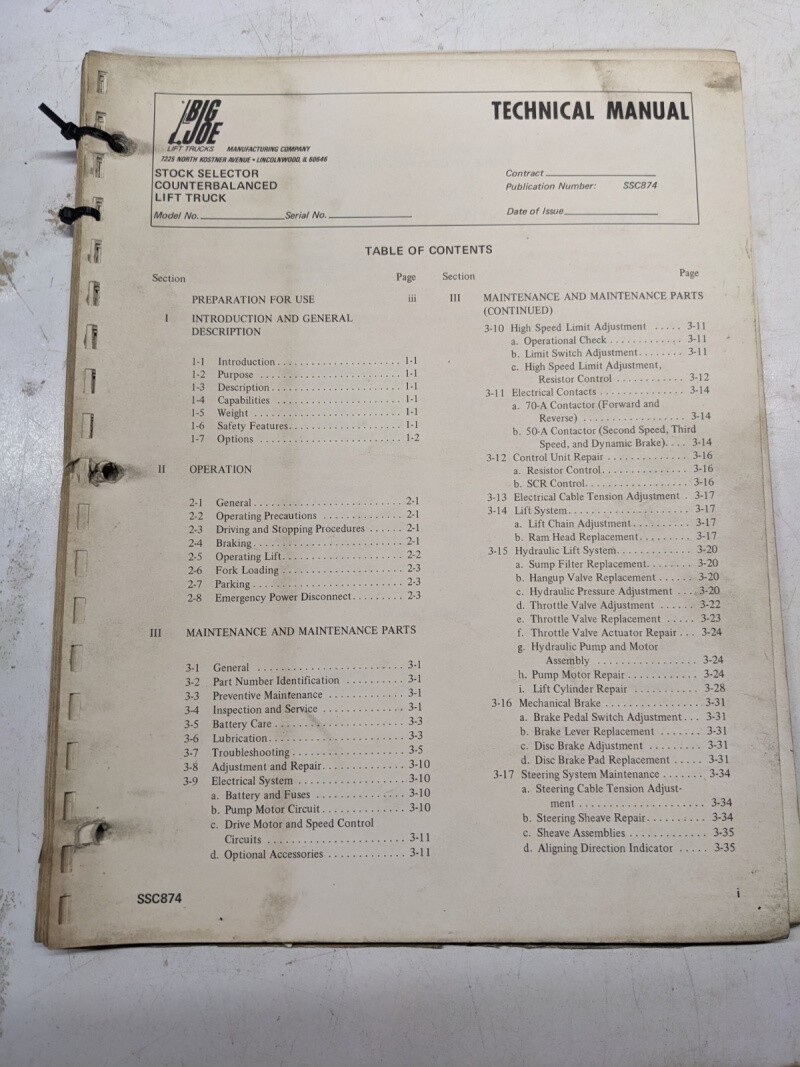 BIG JOE
LIFT TRUCKS MANUFACTURING COMPANY
7225 NORTH KOSTNER AVENUE • LINCOLNWOOD, IL 60646
STOCK SELECTOR
COUNTERBALANCED
LIFT TRUCK
Model No. Serial No.
TECHNICAL MANUAL
Contract
Publication Number: SSC874
Date of Issue
TABLE OF CONTENTS
Section Page
PREPARATION FOR USE iii
I INTRODUCTION AND GENERAL
DESCRIPTION
1-1 Introduction . . . . 1-1
1-2 Purpose . . . . 1-1
1-3 Description . . . . 1-1
1-4 Capabilities . . . . 1-1
1-5 Weight . . . . 1-1
1-6 Safety Features . . . . 1-1
1-7 Options . . . . 1-2
II OPERATION
2-1 General . . . . 2-1
2-2 Operating Precautions . . . . 2-1
2-3 Driving and Stopping Procedures . . . . 2-1
2-4 Braking . . . . 2-1
2-5 Operating Lift . . . . 2-2
2-6 Fork Loading . . . . 2-3
2-7 Parking . . . . 2-3
2-8 Emergency Power Disconnect . . . . 2-3
III MAINTENANCE AND MAINTENANCE PARTS
3-1 General . . . . 3-1
3-2 Part Number Identification . . . . 3-1
3-3 Preventive Maintenance . . . . 3-1
3-4 Inspection and Service . . . . 3-1
3-5 Battery Care . . . . 3-3
3-6 Lubrication . . . . 3-3
3-7 Troubleshooting . . . . 3-5
3-8 Adjustment and Repair . . . . 3-10
3-9 Electrical System . . . . 3-10
a. Battery and Fuses . . . . 3-10
b. Pump Motor Circuit . . . . 3-10
c. Drive Motor and Speed Control
Circuits . . . . 3-11
d. Optional Accessories . . . . 3-11
Section Page
III MAINTENANCE AND MAINTENANCE PARTS
(CONTINUED)
3-10 High Speed Limit Adjustment . . . . 3-11
a. Operational Check . . . . 3-11
b. Limit Switch Adjustment . . . . 3-11
c. High Speed Limit Adjustment,
Resistor Control . . . . 3-12
3-11 Electrical Contacts . . . . 3-14
a. 70-A Contactor (Forward and
Reverse) . . . . 3-14
b. 50-A Contactor (Second Speed, Third
Speed, and Dynamic Brake) . . . . 3-14
3-12 Control Unit Repair . . . . 3-16
a. Resistor Control . . . . 3-16
b. SCR Control . . . . 3-16
3-13 Electrical Cable Tension Adjustment . 3-17
3-14 Lift System . . . . 3-17
a. Lift Chain Adjustment . . . . 3-17
b. Ram Head Replacement . . . . 3-17
3-15 Hydraulic Lift System . . . . 3-20
a. Sump Filter Replacement . . . . 3-20
b. Hangup Valve Replacement . . . . 3-20
c. Hydraulic Pressure Adjustment . . . . 3-20
d. Throttle Valve Adjustment . . . . 3-22
e. Throttle Valve Replacement . . . . 3-23
f. Throttle Valve Actuator Repair . . . 3-24
g. Hydraulic Pump and Motor
Assembly . . . . 3-24
h. Pump Motor Repair . . . . 3-24
i. Lift Cylinder Repair . . . . 3-28
3-16 Mechanical Brake . . . . 3-31
a. Brake Pedal Switch Adjustment . . . 3-31
b. Brake Lever Replacement . . . . 3-31
c. Disc Brake Adjustment . . . . 3-31
d. Disc Brake Pad Replacement . . . . 3-31
3-17 Steering System Maintenance . . . . 3-34
a. Steering Cable Tension Adjust-
ment . . . . 3-34
b. Steering Sheave Repair . . . . 3-34
c. Sheave Assemblies . . . . 3-35
d. Aligning Direction Indicator . . . . 3-35
SSC874 i